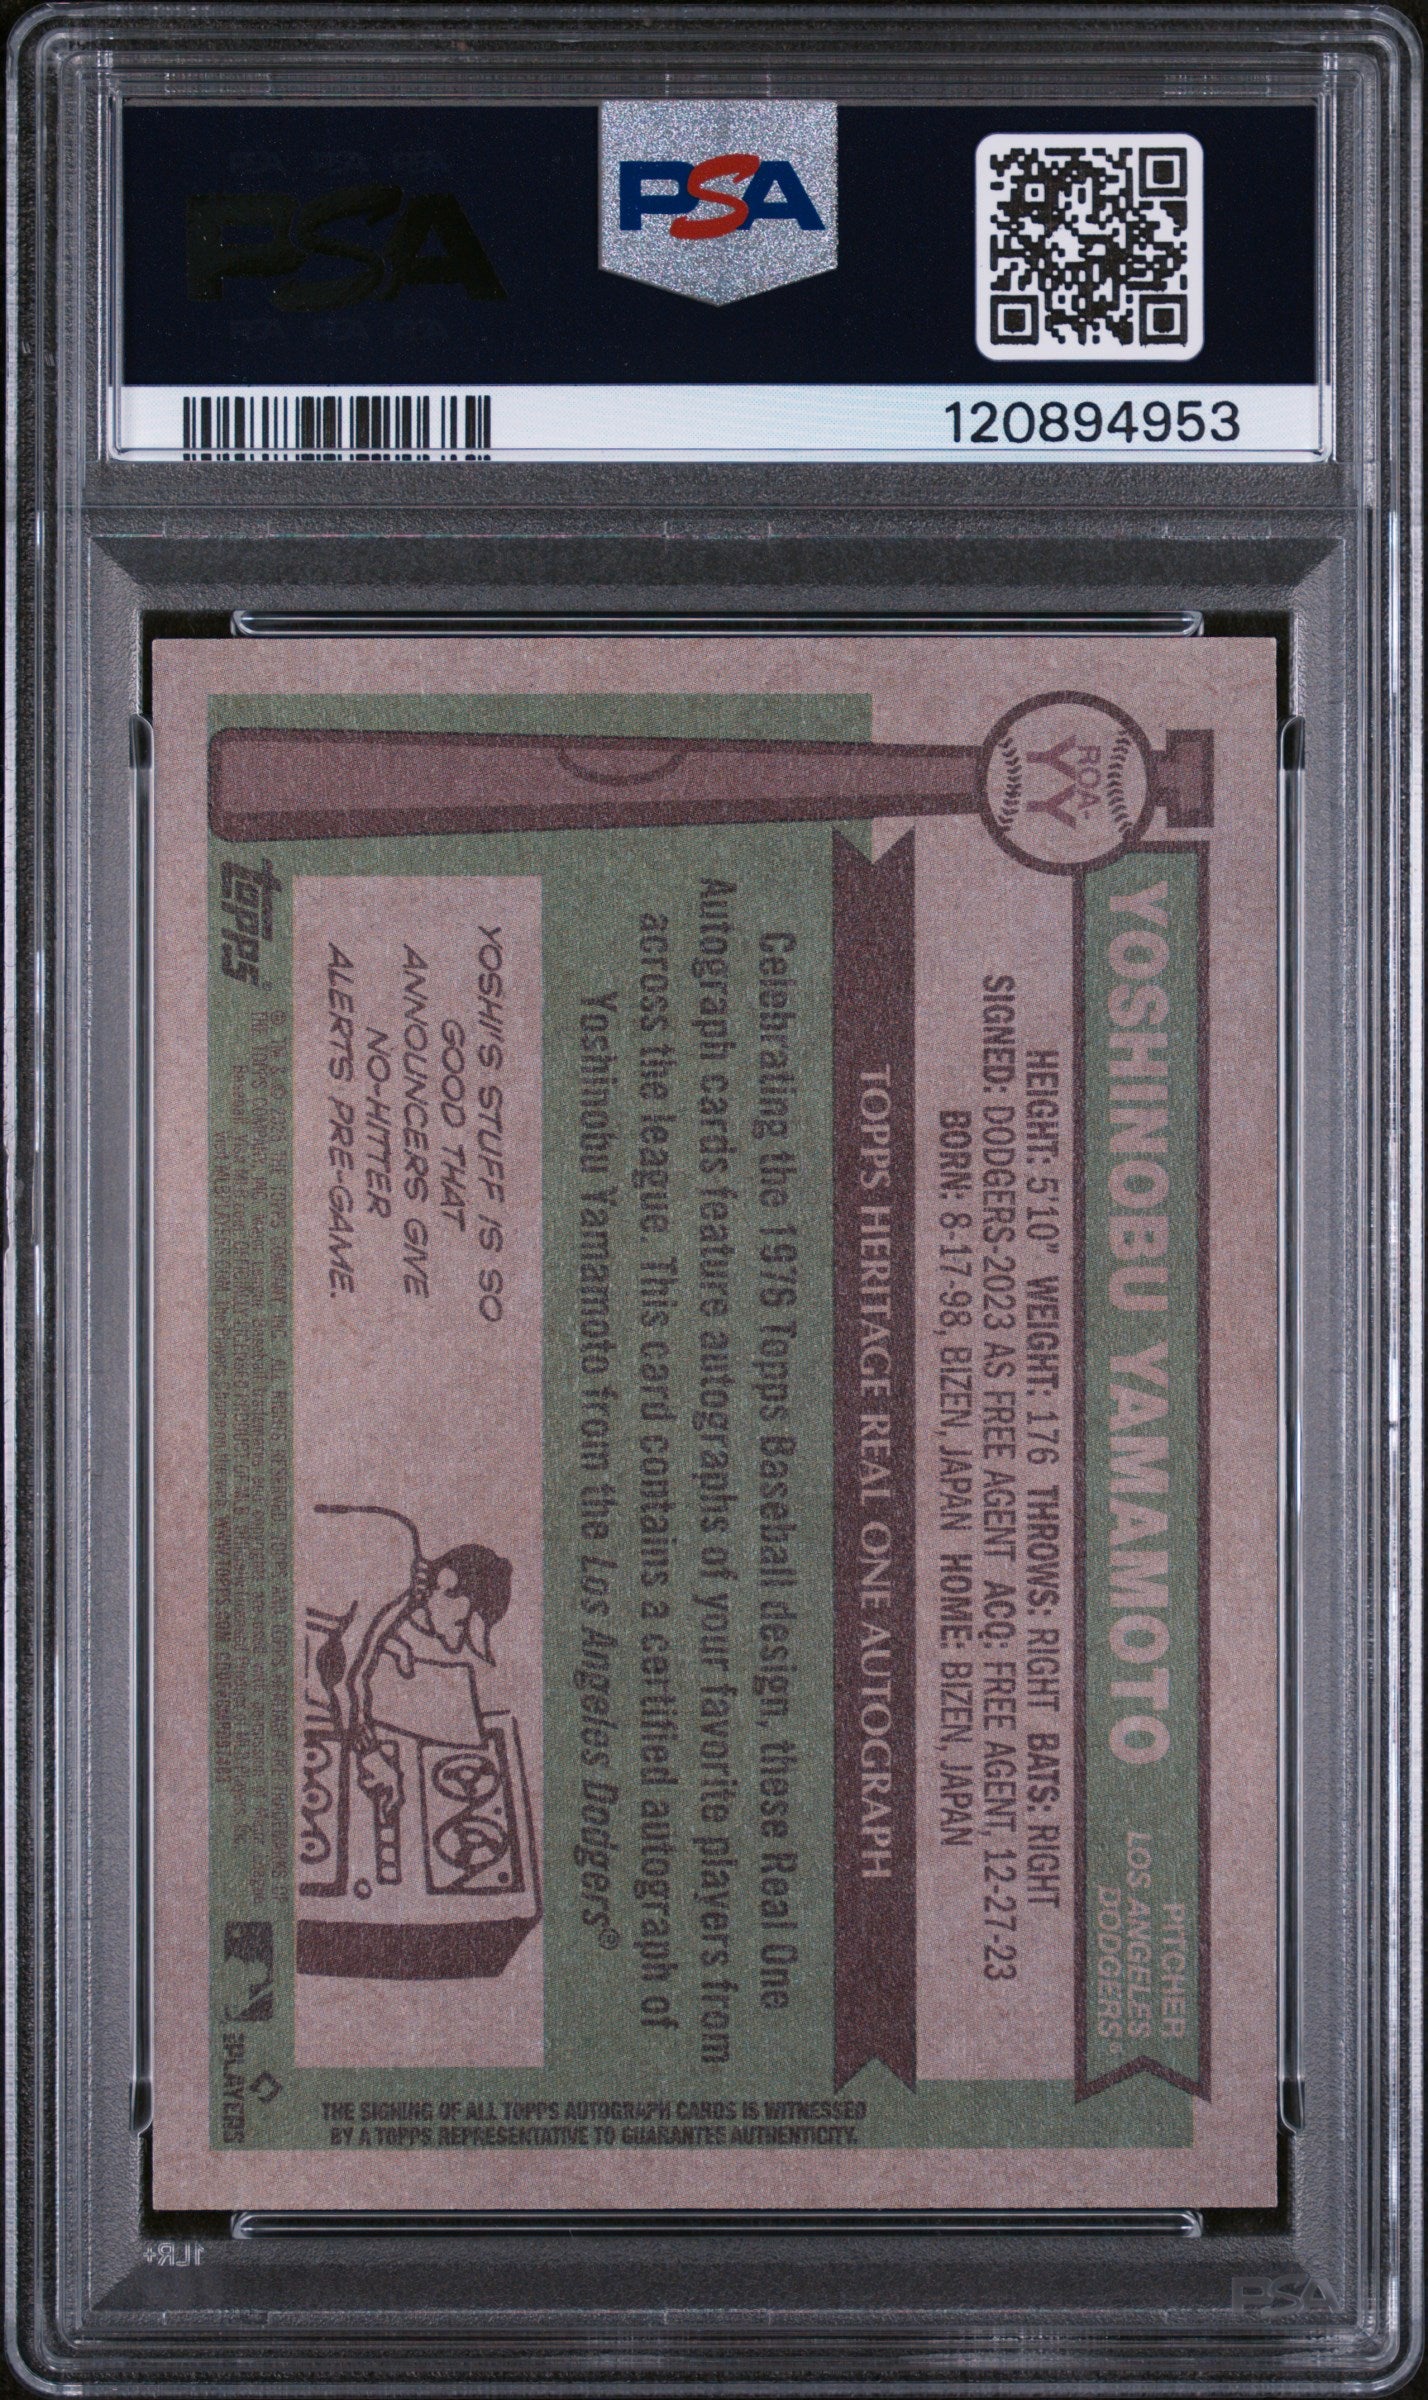 PSA
PSA
120894953
ROA-
YY
YOSHINOBU YAMAMOTO
PITCHER
LOS ANGELES
DODGERS
HEIGHT: 5'10" WEIGHT: 176 THROWS: RIGHT BATS: RIGHT
SIGNED: DODGERS-2023 AS FREE AGENT ACQ: FREE AGENT, 12-27-23
BORN: 8-17-98, BIZEN, JAPAN HOME: BIZEN, JAPAN
TOPPS HERITAGE REAL ONE AUTOGRAPH
Celebrating the 1976 Topps Baseball design, these Real One
Autograph cards feature autographs of your favorite players from
across the league. This card contains a certified autograph of
Yoshinobu Yamamoto from the Los Angeles Dodgers®
YOSHI'S STUFF IS SO
GOOD THAT
ANNOUNCERS GIVE
NO-HITTER
ALERTS PRE-GAME.
topps®
MLB PLAYERS
THE SIGNING OF ALL TOPPS AUTOGRAPH CARDS IS WITNESSED
BY A TOPPS REPRESENTATIVE TO GUARANTEE AUTHENTICITY.
1LR+
PSA